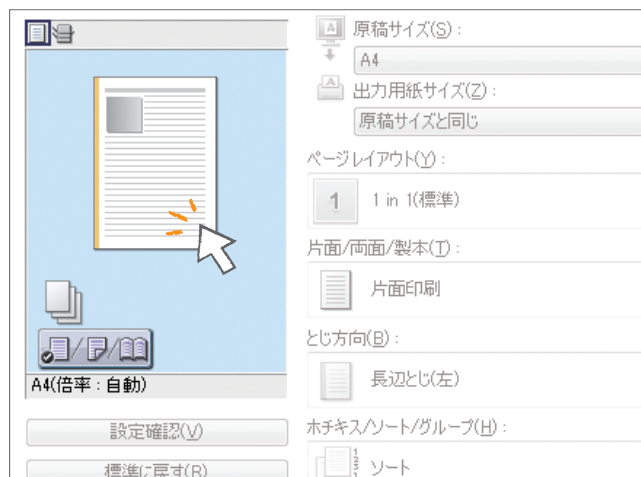 原稿サイズ(S) :
A4
出力用紙サイズ(Z) :
原稿サイズと同じ
ページレイアウト(Y) :
1
1 in 1(標準)
片面/両面/製本(T) :
片面印刷
とじ方向(B) :
長辺とじ(左)
A4(倍率 : 自動)
設定確認(V)
ホチキス/ソート/グループ(H) :
標準に戻す(R)
ソート